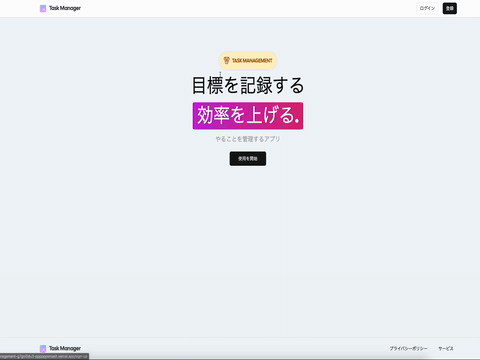 Task Manager
ログイン
登録
TASK MANAGEMENT
目標を記録する
効率を上げる.
やることを管理するアプリ
使用を開始
Task Manager
プライバシーポリシー
サービス